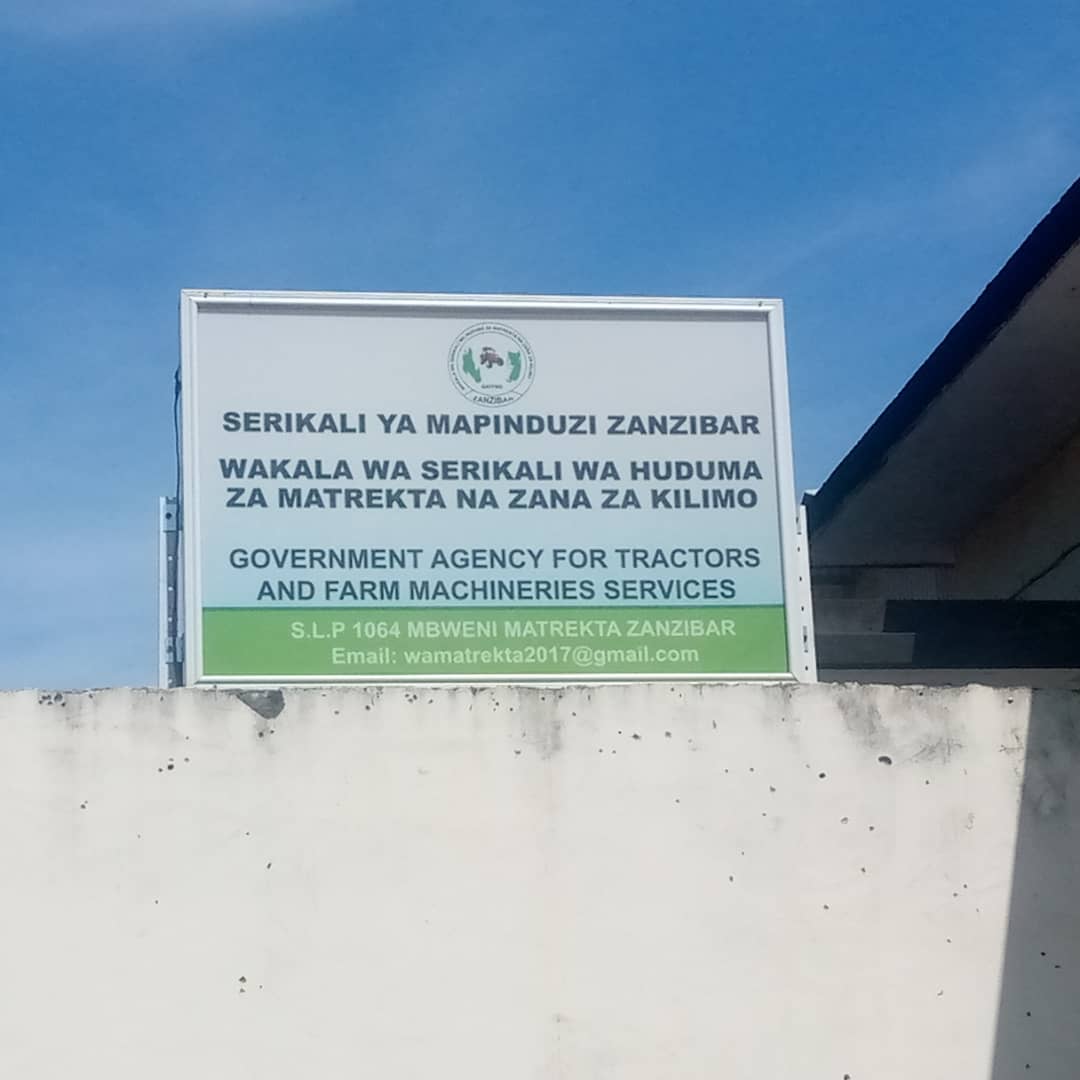 ZANZIBAR
SERIKALI YA MAPINDUZI ZANZIBAR
WAKALA WA SERIKALI WA HUDUMA
ZA MATREKTA NA ZANA ZA KILIMO
GOVERNMENT AGENCY FOR TRACTORS
AND FARM MACHINERIES SERVICES
S.L.P 1064 MBWENI MATREKTA ZANZIBAR
Email: wamatrekta2017@gmail.com